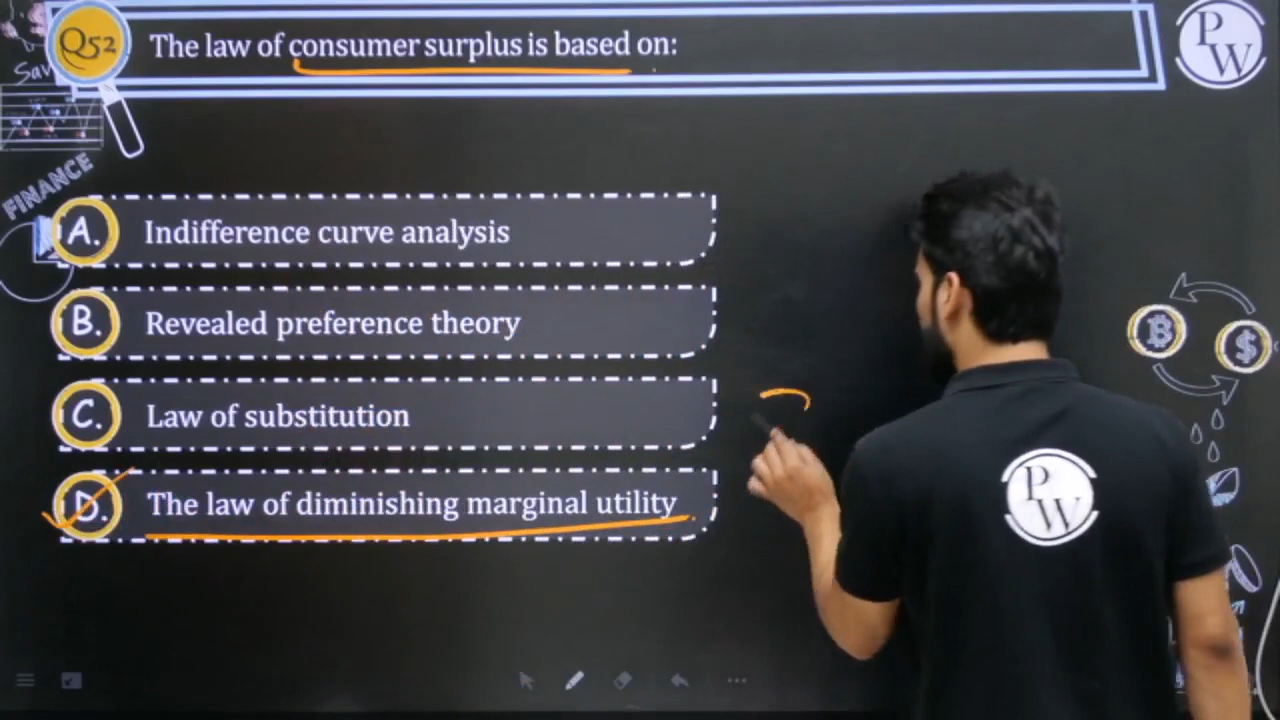 Q52 The law of consumer surplus is based on:
PW
Sav
FINANCE
A. Indifference curve analysis
B. Revealed preference theory
C. Law of substitution
D. The law of diminishing marginal utility
PW